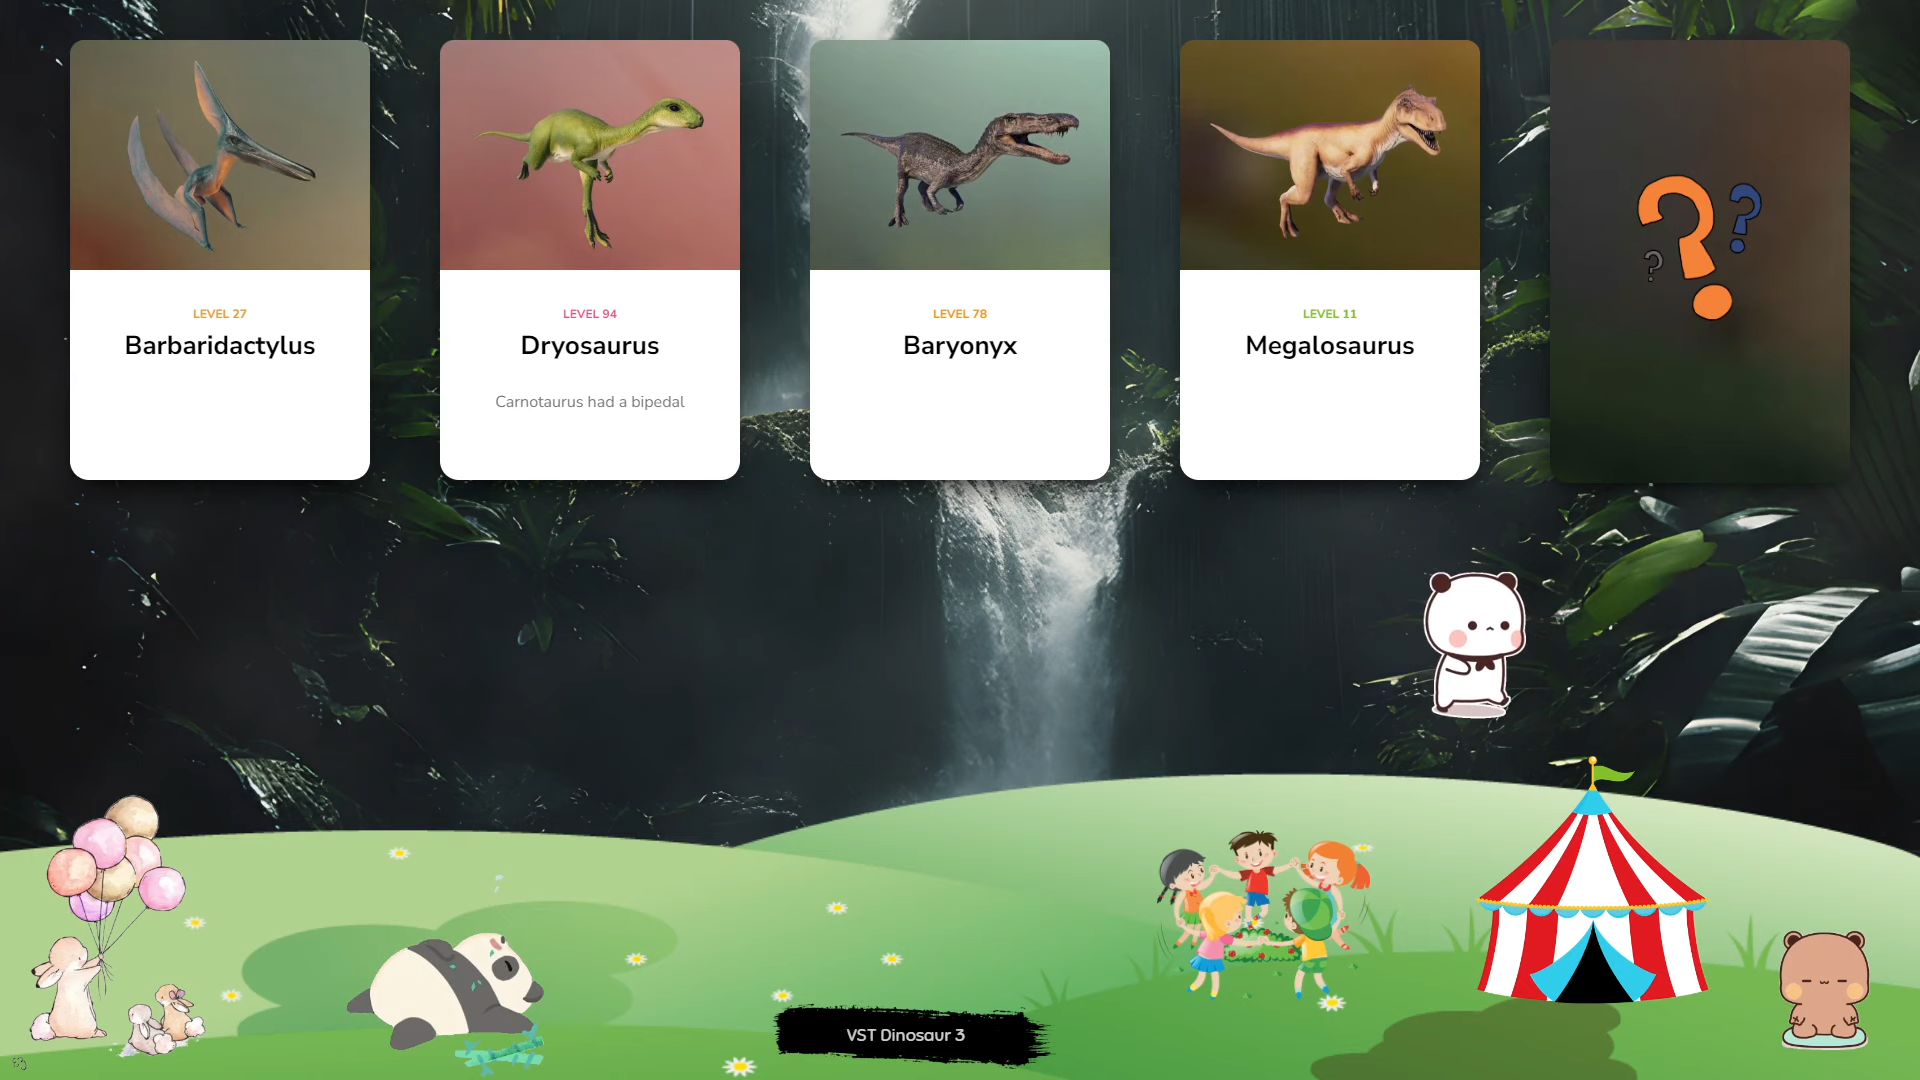 LEVEL 27
Barbaridactylus
LEVEL 94
Dryosaurus
Carnotaurus had a bipedal
LEVEL 78
Baryonyx
LEVEL 11
Megalosaurus
? ? ?
VST Dinosaur 3